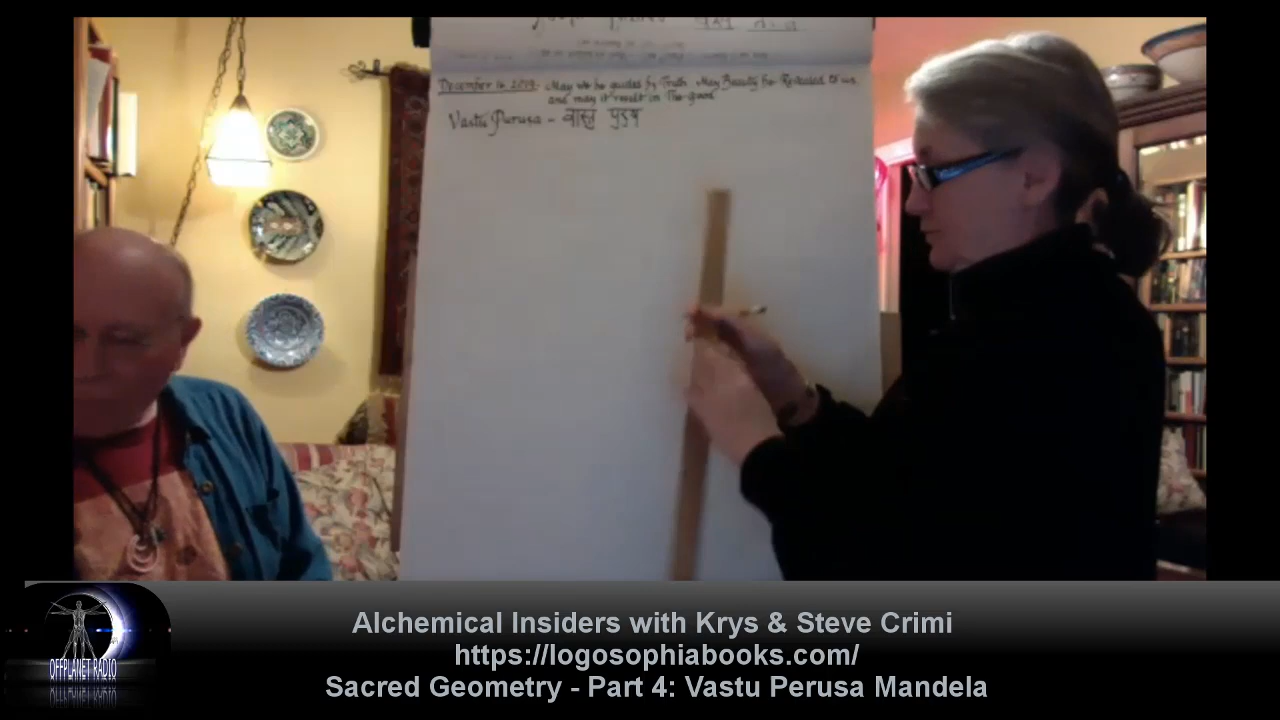 December 16, 2019 - May we be guided by Truth May Beauty be Revealed to us,
and may it result in The good
Vastu Purusa -
OFFPLANET RADIO
Alchemical Insiders with Krys & Steve Crimi
https://logosophiabooks.com/
Sacred Geometry - Part 4: Vastu Perusa Mandela